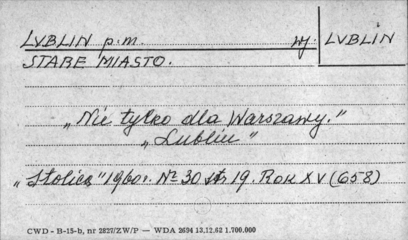 LUBLIN p.m. wj. LUBLIN
STARE MIASTO.
„Nie tylko dla Warszawy."
„Lublin"
„Stolica" 1960 r. Nº 30 str. 19. Rok XV (658)
CWD - B-15-b, nr 2827/ZW/P — WDA 2694 13.12.62 1.700.000